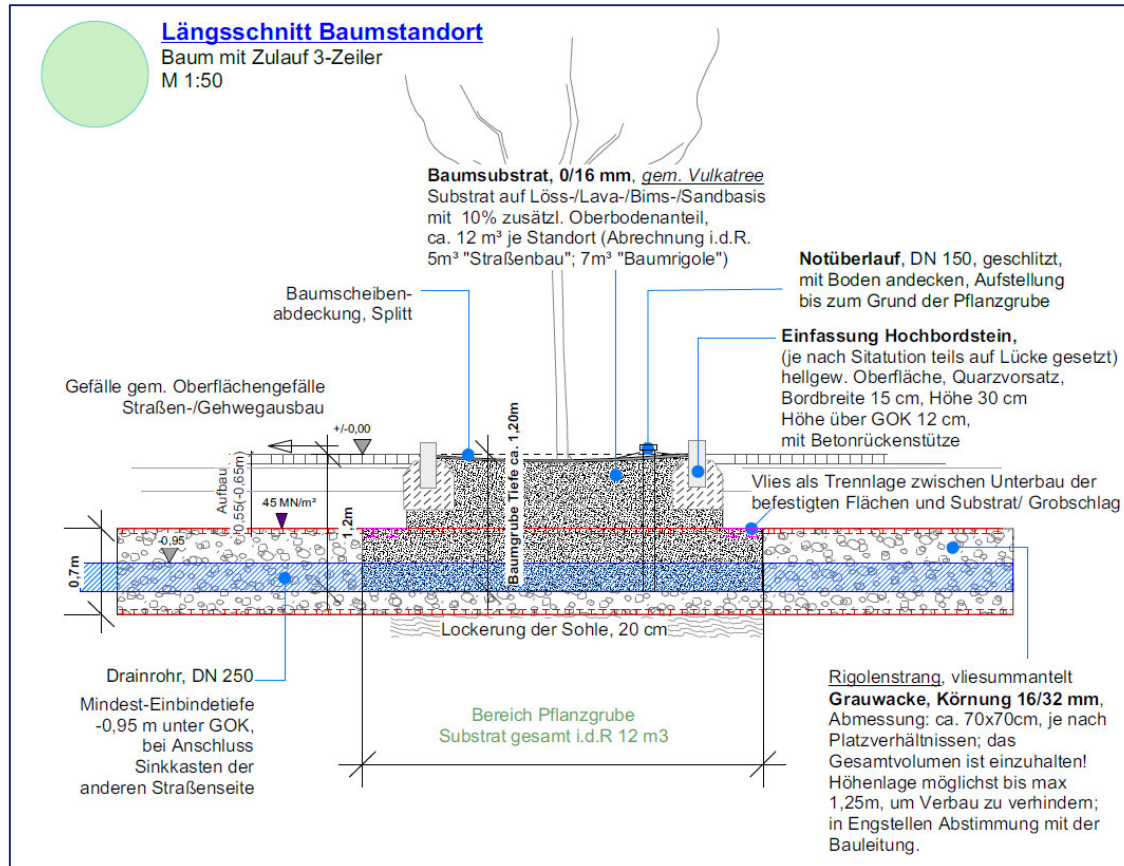 Längsschnitt Baumstandort
Baum mit Zulauf 3-Zeiler
M 1:50
Baumsubstrat, 0/16 mm, gem. Vulkatree
Substrat auf Löss-/Lava-/Bims-/Sandbasis
mit 10% zusätzl. Oberbodenanteil,
ca. 12 m³ je Standort (Abrechnung i.d.R.
5m³ "Straßenbau"; 7m³ "Baumrigole")
Notüberlauf, DN 150, geschlitzt,
mit Boden andecken, Aufstellung
bis zum Grund der Pflanzgrube
Baumscheiben-
abdeckung, Splitt
Einfassung Hochbordstein,
(je nach Sitatution teils auf Lücke gesetzt)
hellgew. Oberfläche, Quarzvorsatz,
Bordbreite 15 cm, Höhe 30 cm
Höhe über GOK 12 cm,
mit Betonrückenstütze
Gefälle gem. Oberflächengefälle
Straßen-/Gehwegausbau
+/-0,00
Aufbau
(0,55(-0,65m)
45 MN/m²
1,2m
Baumgrube Tiefe ca. 1,20m
Vlies als Trennlage zwischen Unterbau der
befestigten Flächen und Substrat/ Grobschlag
-0,95
0,7m
Lockerung der Sohle, 20 cm
Drainrohr, DN 250
Mindest-Einbindetiefe
-0,95 m unter GOK,
bei Anschluss
Sinkkasten der
anderen Straßenseite
Bereich Pflanzgrube
Substrat gesamt i.d.R 12 m3
Rigolenstrang, vliesummantelt
Grauwacke, Körnung 16/32 mm,
Abmessung: ca. 70x70cm, je nach
Platzverhältnissen; das
Gesamtvolumen ist einzuhalten!
Höhenlage möglichst bis max
1,25m, um Verbau zu verhindern;
in Engstellen Abstimmung mit der
Bauleitung.